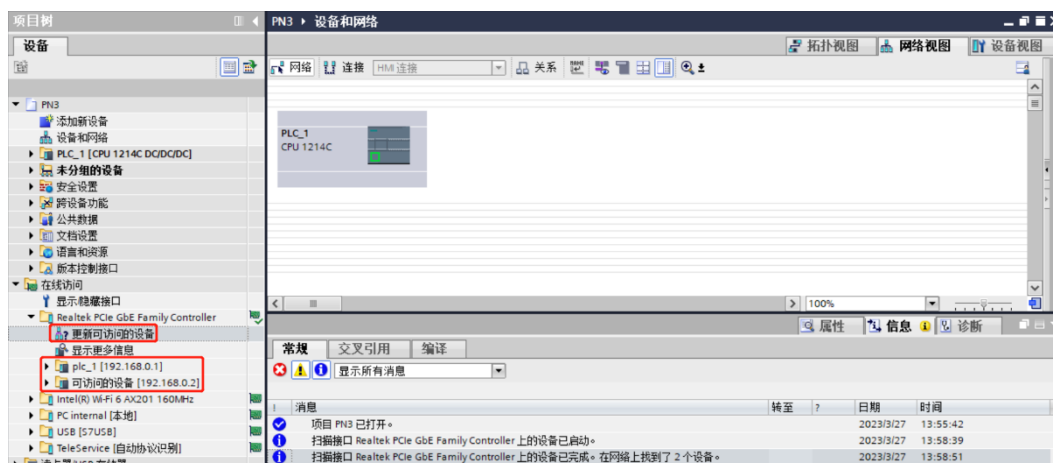 项目树
设备
PN3
添加新设备
设备和网络
PLC_1 [CPU 1214C DC/DC/DC]
未分组的设备
安全设置
跨设备功能
公共数据
文档设置
语言和资源
版本控制接口
在线访问
显示/隐藏接口
Realtek PCIe GbE Family Controller
更新可访问的设备
显示更多信息
plc_1 [192.168.0.1]
可访问的设备 [192.168.0.2]
Intel(R) Wi-Fi 6 AX201 160MHz
PC internal [本地]
USB [S7USB]
TeleService [自动协议识别]
PN3 ▸ 设备和网络
拓扑视图 网络视图 设备视图
网络 连接 HMI 连接 关系
PLC_1
CPU 1214C
100%
属性 信息 诊断
常规 交叉引用 编译
显示所有消息
! 消息 转至 ? 日期 时间
项目 PN3 已打开。 2023/3/27 13:55:42
扫描接口 Realtek PCIe GbE Family Controller 上的设备已启动。 2023/3/27 13:58:39
扫描接口 Realtek PCIe GbE Family Controller 上的设备已完成。在网络上找到了 2 个设备。 2023/3/27 13:58:51